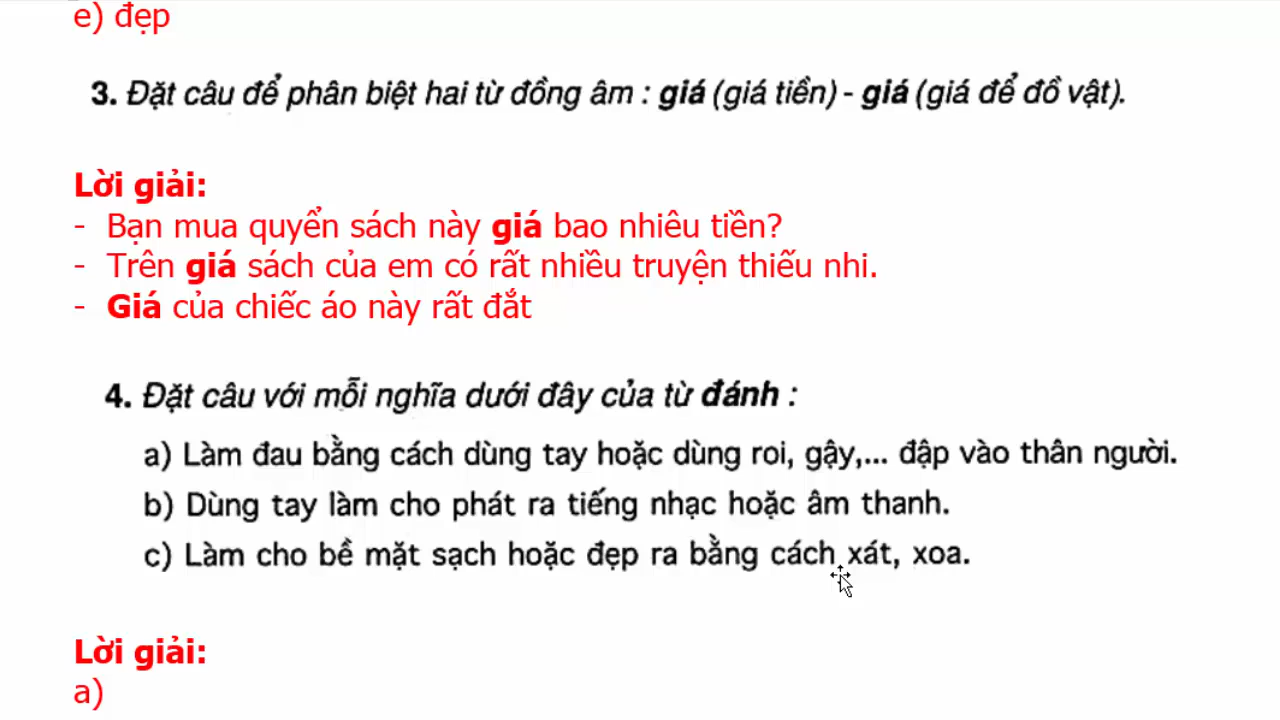 e) đẹp
3. Đặt câu để phân biệt hai từ đồng âm : giá (giá tiền) - giá (giá để đồ vật).
Lời giải:
- Bạn mua quyển sách này giá bao nhiêu tiền?
- Trên giá sách của em có rất nhiều truyện thiếu nhi.
- Giá của chiếc áo này rất đắt
4. Đặt câu với mỗi nghĩa dưới đây của từ đánh :
a) Làm đau bằng cách dùng tay hoặc dùng roi, gậy,... đập vào thân người.
b) Dùng tay làm cho phát ra tiếng nhạc hoặc âm thanh.
c) Làm cho bề mặt sạch hoặc đẹp ra bằng cách xát, xoa.
Lời giải:
a)